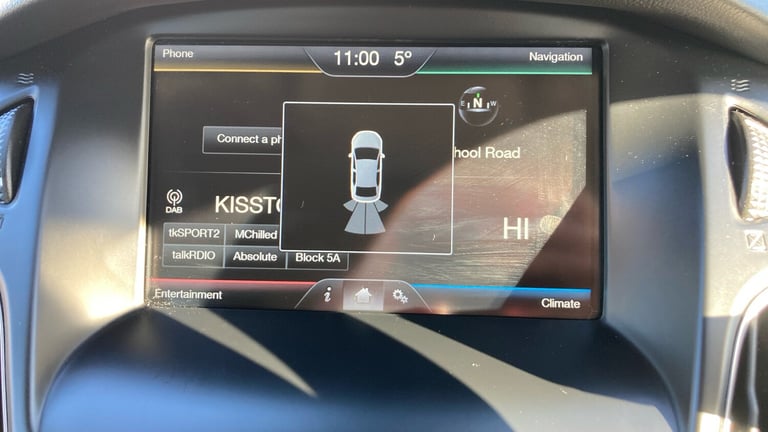 Phone
11:00 5°
Navigation
E N W
Connect a ph
hool Road
DAB
KISST
HI
tkSPORT2
MChilled
talkRDIO
Absolute
Block 5A
Entertainment
i
Climate